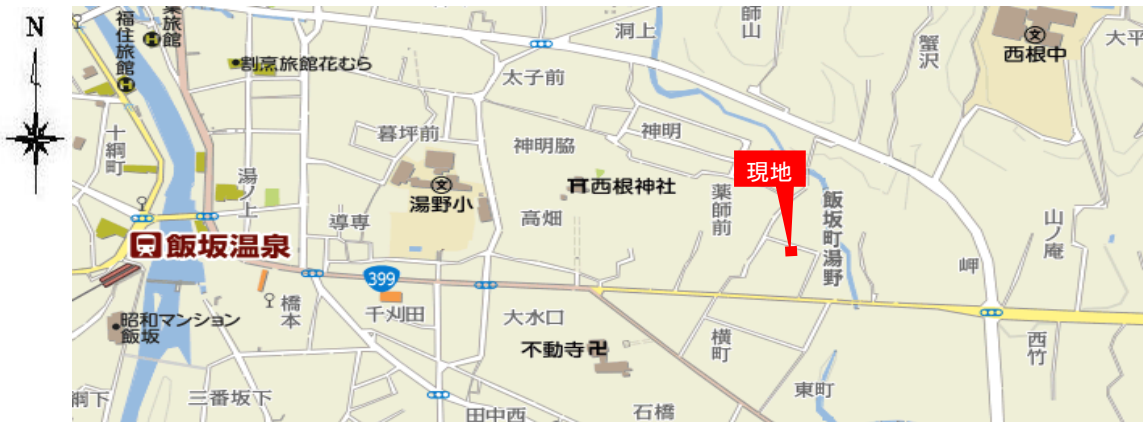 N
福住旅館
葉旅館
割烹旅館花むら
洞上
師山
蟹沢
西根中
大平
太子前
十綱町
暮坪前
神明脇
神明
現地
湯ノ上
湯野小
西根神社
薬師前
飯坂町湯野
導専
高畑
山ノ庵
飯坂温泉
岬
399
橋本
千刈田
大水口
昭和マンション
飯坂
不動寺
横町
西竹
東町
綱下
三番坂下
田中西
石橋